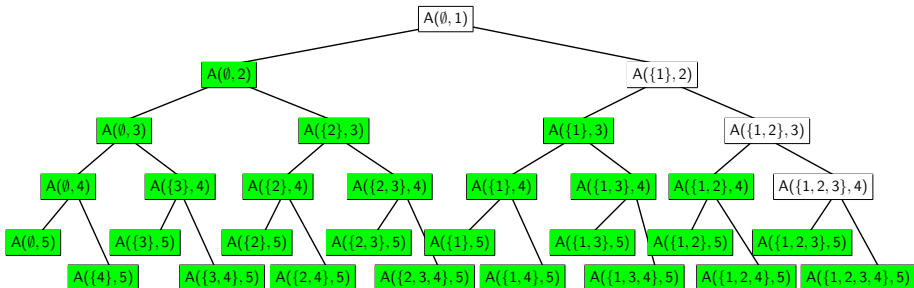 A(∅, 1)
A(∅, 2) A({1}, 2)
A(∅, 3) A({2}, 3) A({1}, 3) A({1, 2}, 3)
A(∅, 4) A({3}, 4) A({2}, 4) A({2, 3}, 4) A({1}, 4) A({1, 3}, 4) A({1, 2}, 4) A({1, 2, 3}, 4)
A(∅, 5) A({3}, 5) A({2}, 5) A({2, 3}, 5) A({1}, 5) A({1, 3}, 5) A({1, 2}, 5) A({1, 2, 3}, 5)
A({4}, 5) A({3, 4}, 5) A({2, 4}, 5) A({2, 3, 4}, 5) A({1, 4}, 5) A({1, 3, 4}, 5) A({1, 2, 4}, 5) A({1, 2, 3, 4}, 5)